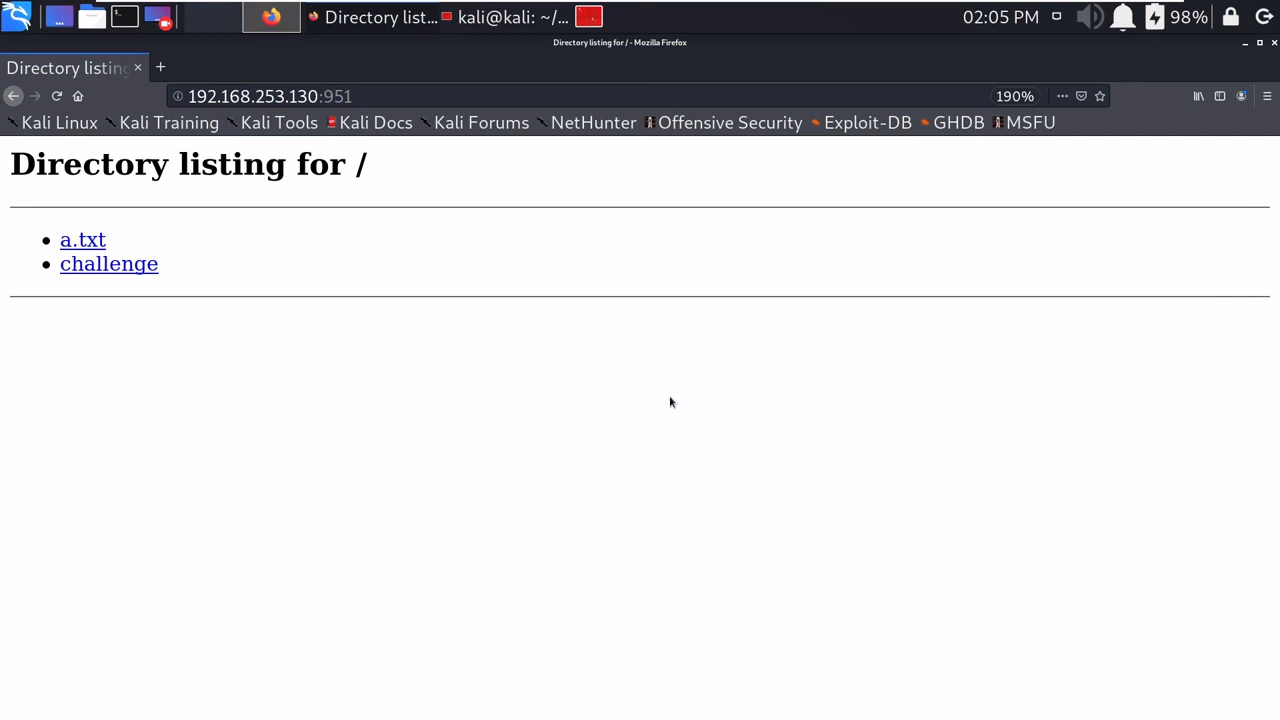 Directory list... kali@kali: ~/... 02:05 PM 98%
Directory listing for / - Mozilla Firefox
Directory listing × +
192.168.253.130:951 190%
Kali Linux Kali Training Kali Tools Kali Docs Kali Forums NetHunter Offensive Security Exploit-DB GHDB MSFU
Directory listing for /
a.txt
challenge